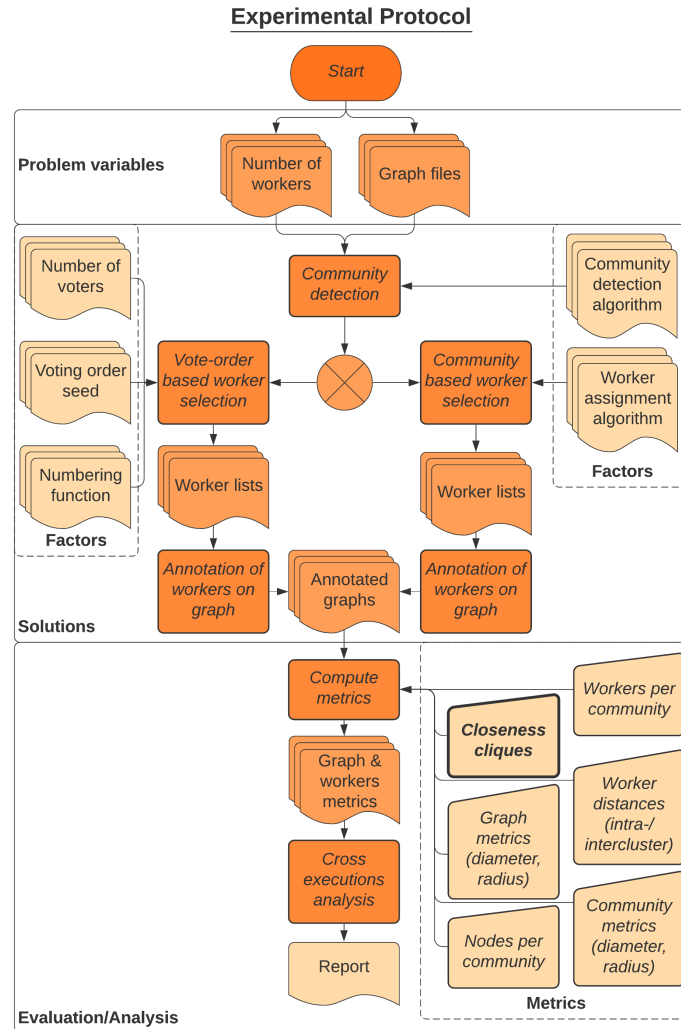 Experimental Protocol
Start
Problem variables
Number of
workers
Graph files
Number of
voters
Voting order
seed
Numbering
function
Factors
Community
detection
Community
detection
algorithm
Worker
assignment
algorithm
Factors
Vote-order
based worker
selection
Community
based worker
selection
Worker lists
Worker lists
Annotation of
workers on
graph
Annotated
graphs
Annotation of
workers on
graph
Solutions
Compute
metrics
Workers per
community
Closeness
cliques
Graph &
workers
metrics
Worker
distances
(intra-/
intercluster)
Graph
metrics
(diameter,
radius)
Cross
executions
analysis
Community
metrics
(diameter,
radius)
Nodes per
community
Report
Metrics
Evaluation/Analysis